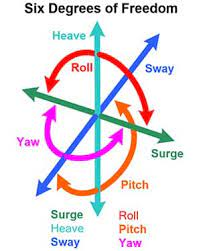 Six Degrees of Freedom
Heave
Roll
Sway
Yaw
Surge
Pitch
Surge Roll
Heave Pitch
Sway Yaw